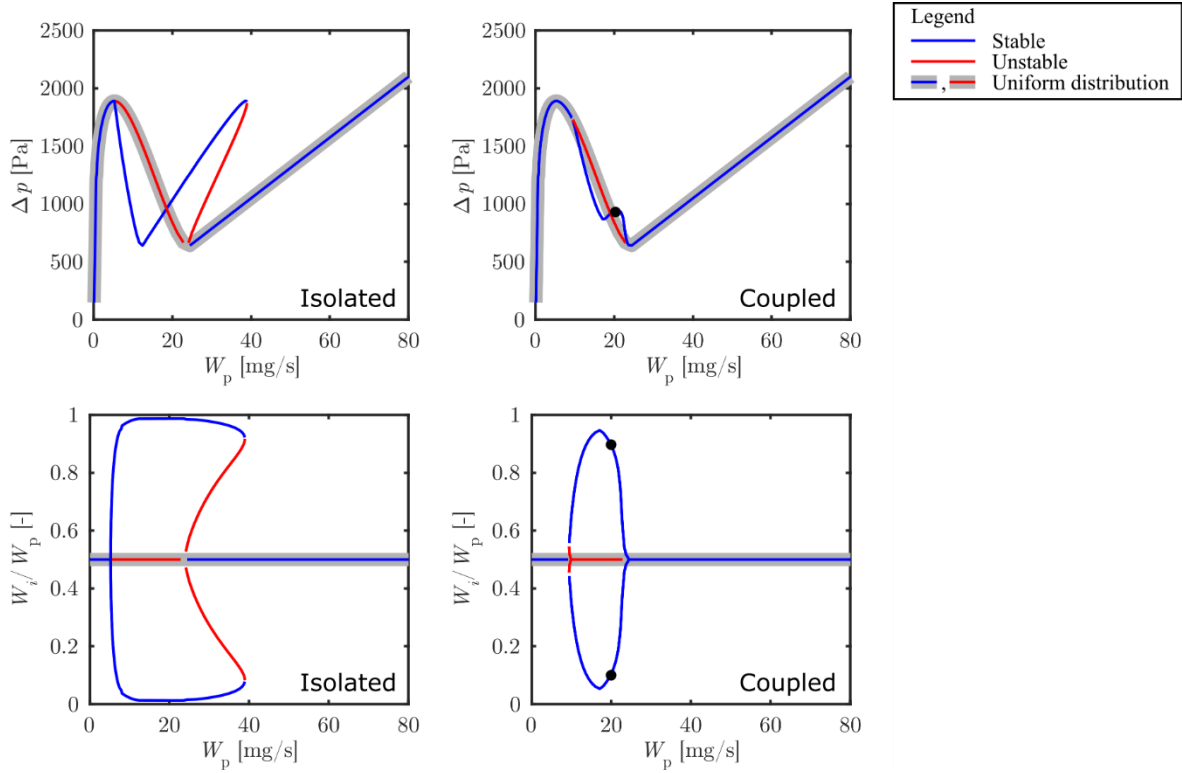 2500
2000
1500
1000
500
0
Δp [Pa]
Isolated
0 20 40 60 80
W_p [mg/s]
2500
2000
1500
1000
500
0
Δp [Pa]
Coupled
0 20 40 60 80
W_p [mg/s]
Legend
Stable
Unstable
, Uniform distribution
1
0.8
0.6
0.4
0.2
0
W_i/W_p [-]
Isolated
0 20 40 60 80
W_p [mg/s]
1
0.8
0.6
0.4
0.2
0
W_i/W_p [-]
Coupled
0 20 40 60 80
W_p [mg/s]